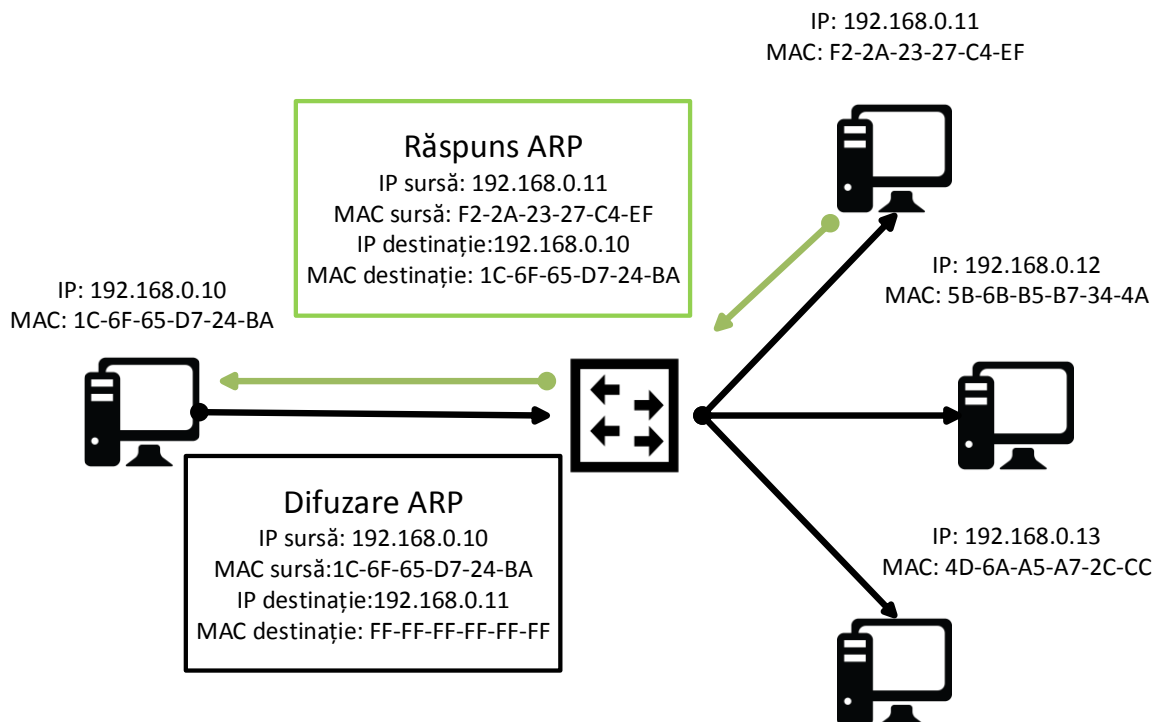 IP: 192.168.0.11
MAC: F2-2A-23-27-C4-EF
Răspuns ARP
IP sursă: 192.168.0.11
MAC sursă: F2-2A-23-27-C4-EF
IP destinație:192.168.0.10
MAC destinație: 1C-6F-65-D7-24-BA
IP: 192.168.0.12
MAC: 5B-6B-B5-B7-34-4A
IP: 192.168.0.10
MAC: 1C-6F-65-D7-24-BA
Difuzare ARP
IP sursă: 192.168.0.10
MAC sursă:1C-6F-65-D7-24-BA
IP destinație:192.168.0.11
MAC destinație: FF-FF-FF-FF-FF-FF
IP: 192.168.0.13
MAC: 4D-6A-A5-A7-2C-CC